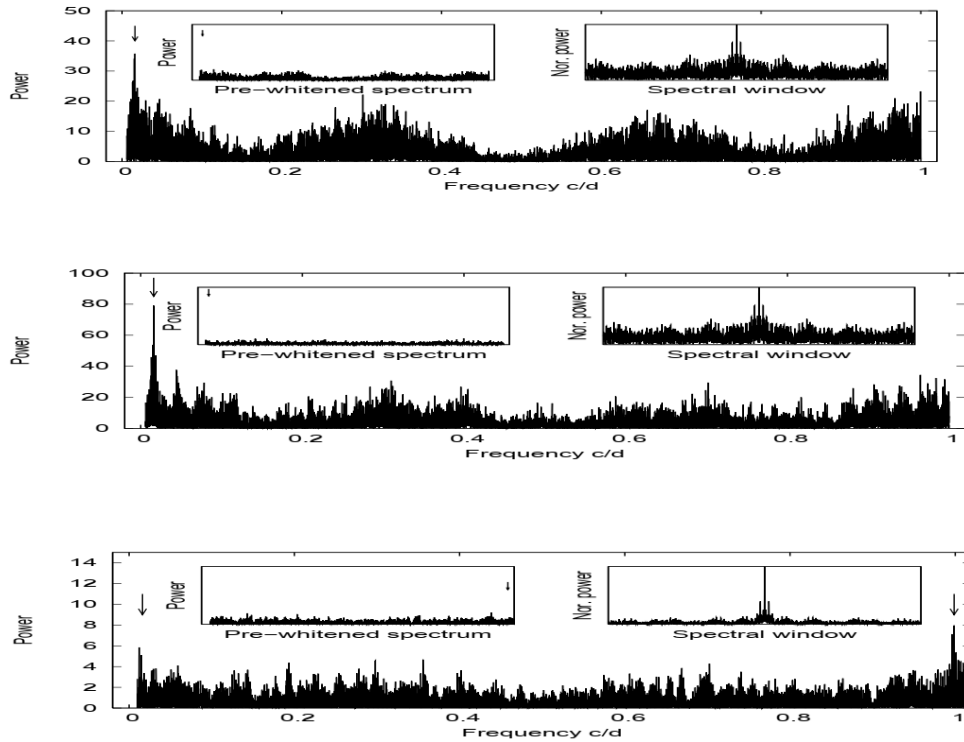 50
40
30
20
10
0
Power
Power
Pre-whitened spectrum
Nor. power
Spectral window
0 0.2 0.4 0.6 0.8 1
Frequency c/d
100
80
60
40
20
0
Power
Power
Pre-whitened spectrum
Nor. power
Spectral window
0 0.2 0.4 0.6 0.8 1
Frequency c/d
14
12
10
8
6
4
2
0
Power
Power
Pre-whitened spectrum
Nor. power
Spectral window
0 0.2 0.4 0.6 0.8 1
Frequency c/d